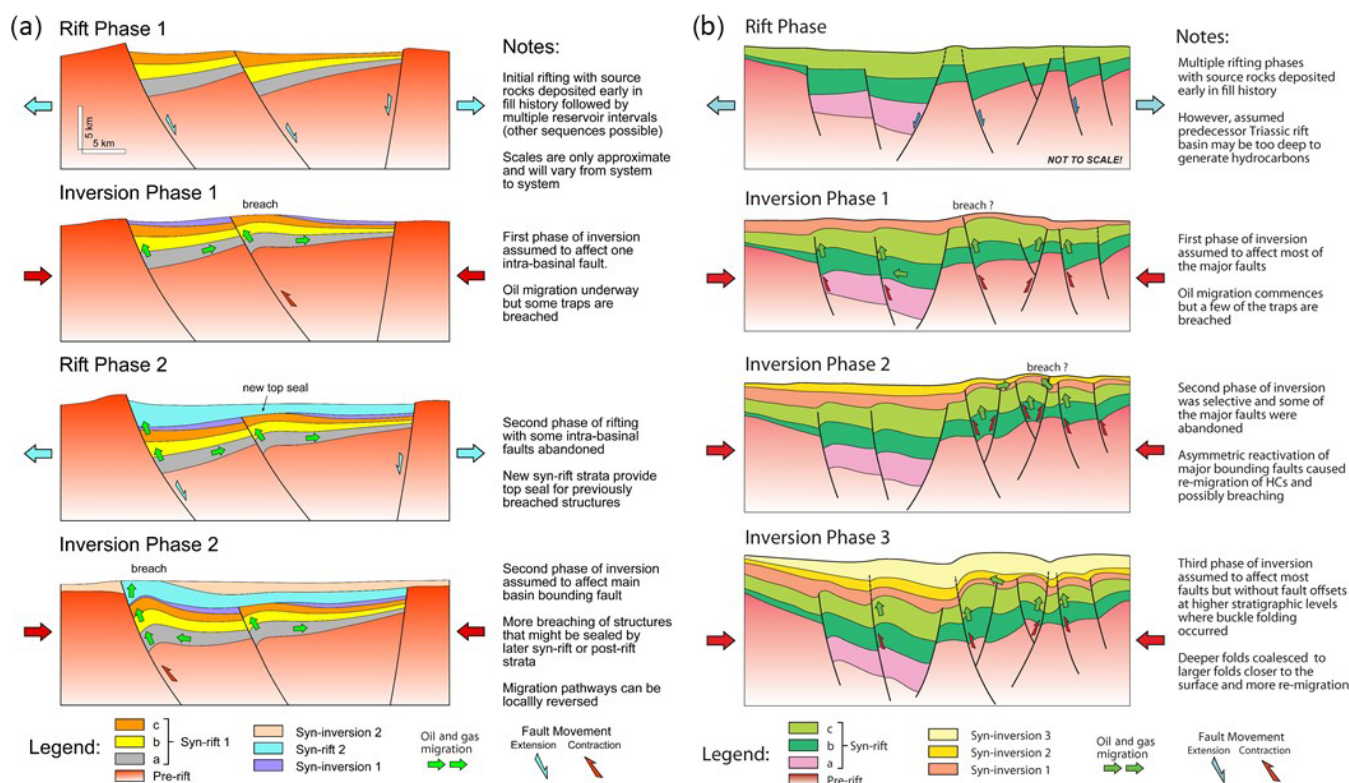 (a)
Rift Phase 1
5 km
5 km
Notes:
Initial rifting with source
rocks deposited early in
fill history followed by
multiple reservoir intervals
(other sequences possible)
Scales are only approximate
and will vary from system
to system
Inversion Phase 1
breach
First phase of inversion
assumed to affect one
intra-basinal fault.
Oil migration underway
but some traps are
breached
Rift Phase 2
new top seal
Second phase of rifting
with some intra-basinal
faults abandoned
New syn-rift strata provide
top seal for previously
breached structures
Inversion Phase 2
breach
Second phase of inversion
assumed to affect main
basin bounding fault
More breaching of structures
that might be sealed by
later syn-rift or post-rift
strata
Migration pathways can be
locallly reversed
Legend:
c
b
a
Syn-rift 1
Pre-rift
Syn-inversion 2
Syn-rift 2
Syn-inversion 1
Oil and gas
migration
Fault Movement
Extension
Contraction
(b)
Rift Phase
NOT TO SCALE!
Notes:
Multiple rifting phases
with source rocks deposited
early in fill history
However, assumed
predecessor Triassic rift
basin may be too deep to
generate hydrocarbons
Inversion Phase 1
breach ?
First phase of inversion
assumed to affect most of
the major faults
Oil migration commences
but a few of the traps are
breached
Inversion Phase 2
breach ?
Second phase of inversion
was selective and some of
the major faults were
abandoned
Asymmetric reactivation of
major bounding faults caused
re-migration of HCs and
possibly breaching
Inversion Phase 3
Third phase of inversion
assumed to affect most
faults but without fault offsets
at higher stratigraphic levels
where buckle folding
occurred
Deeper folds coalesced to
larger folds closer to the
surface and more re-migration
Legend:
c
b
a
Syn-rift
Pre-rift
Syn-inversion 3
Syn-inversion 2
Syn-inversion 1
Oil and gas
migration
Fault Movement
Extension
Contraction